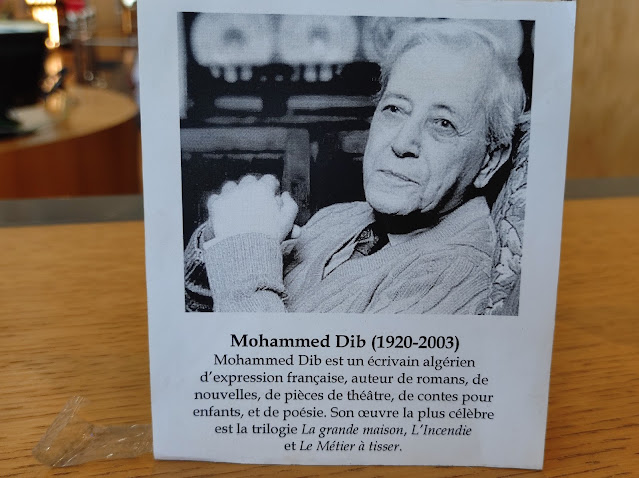 Mohammed Dib (1920-2003)
Mohammed Dib est un écrivain algérien
d'expression française, auteur de romans, de
nouvelles, de pièces de théâtre, de contes pour
enfants, et de poésie. Son œuvre la plus célèbre
est la trilogie La grande maison, L'Incendie
et Le Métier à tisser.